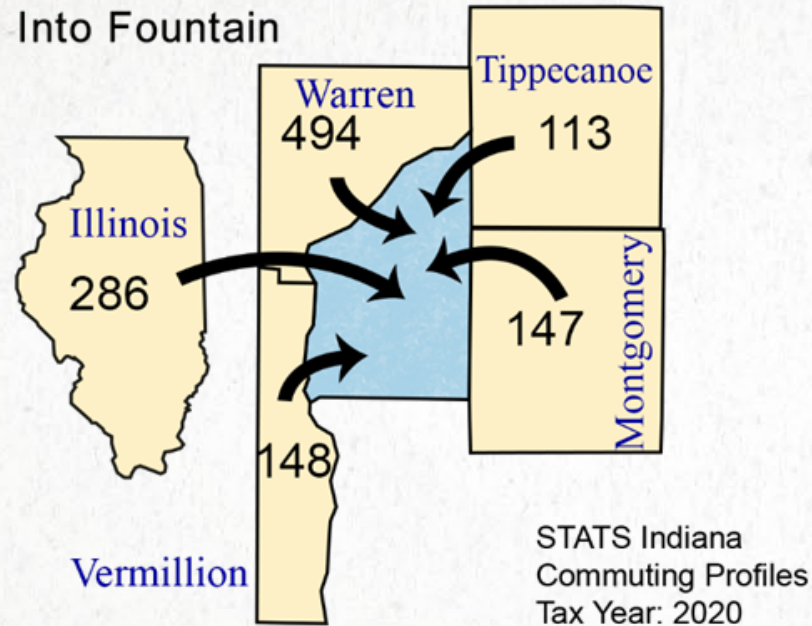 Into Fountain
Warren
494
Tippecanoe
113
Illinois
286
Montgomery
147
148
Vermillion
STATS Indiana
Commuting Profiles
Tax Year: 2020